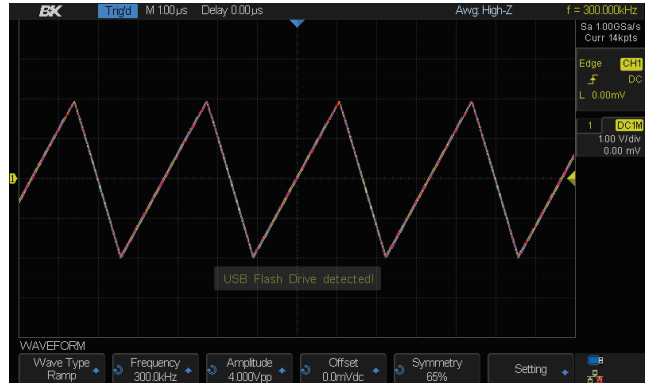 BK Trig'd M 1.00µs Delay 0.00µs Awg: High-Z f = 300.000kHz
Sa 1.00GSa/s
Curr 14kpts
Edge CH1
DC
L 0.00mV
1 DC1M
1.00 V/div
0.00 mV
1
USB Flash Drive detected!
WAVEFORM
Wave Type Frequency Amplitude Offset Symmetry Setting
Ramp 300.0kHz 4.000Vpp 0.0mVdc 65%